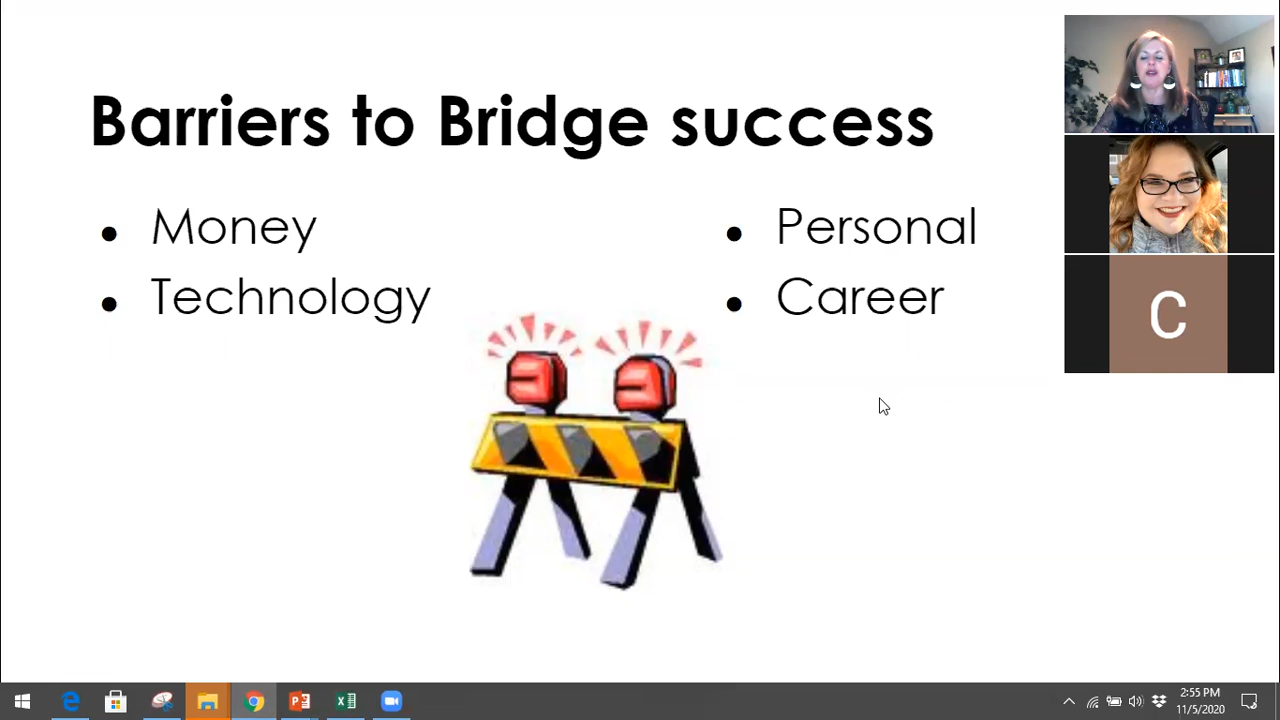 Barriers to Bridge success
• Money
• Technology
• Personal
• Career
C
2:55 PM
11/5/2020